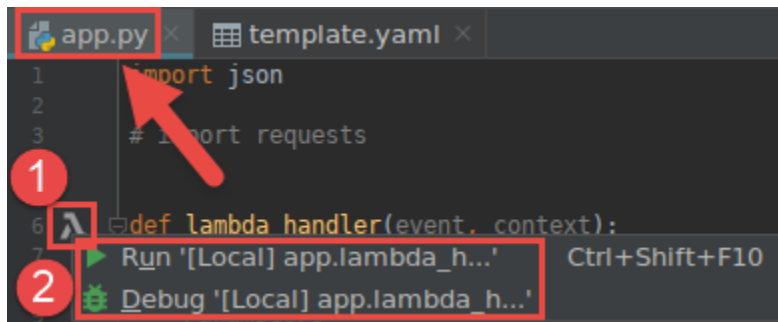 app.py × template.yaml ×
1 import json
2
3 # import requests
1
6 λ def lambda_handler(event, context):
7 Run '[Local] app.lambda_h...' Ctrl+Shift+F10
2 Debug '[Local] app.lambda_h...'